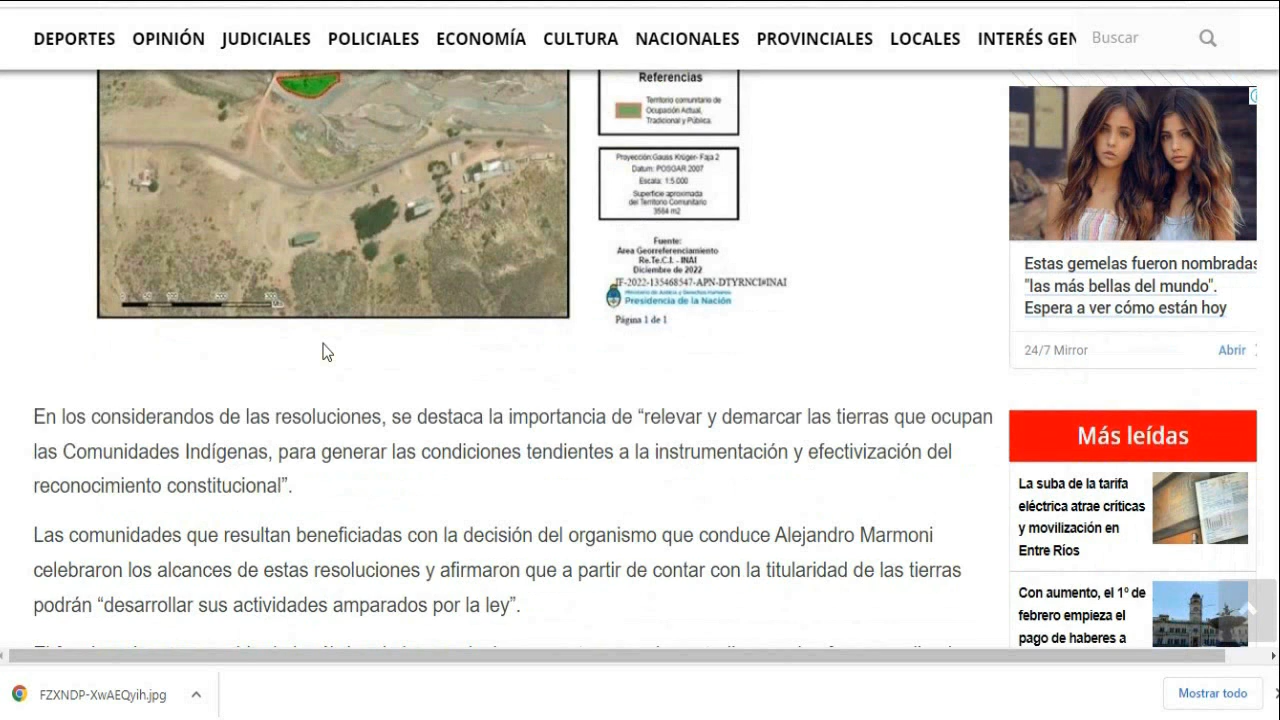 DEPORTES OPINIÓN JUDICIALES POLICIALES ECONOMÍA CULTURA NACIONALES PROVINCIALES LOCALES INTERÉS GEN
Buscar
Referencias
Territorio comunitario de
Ocupación Actual,
Tradicional y Pública.
Proyección:Gauss Krüger- Faja 2
Datum: POSGAR 2007
Escala: 1:5.000
Superficie aproximada
del Territorio Comunitario
3584 m2
Fuente:
Area Georreferenciamiento
Re.Te.C.I. - INAI
Diciembre de 2022
IF-2022-135468547-APN-DTYRNCI#INAI
Ministerio de Justicia y Derechos Humanos
Presidencia de la Nación
Página 1 de 1
En los considerandos de las resoluciones, se destaca la importancia de “relevar y demarcar las tierras que ocupan
las Comunidades Indígenas, para generar las condiciones tendientes a la instrumentación y efectivización del
reconocimiento constitucional”.
Las comunidades que resultan beneficiadas con la decisión del organismo que conduce Alejandro Marmoni
celebraron los alcances de estas resoluciones y afirmaron que a partir de contar con la titularidad de las tierras
podrán “desarrollar sus actividades amparados por la ley”.
Estas gemelas fueron nombradas
"las más bellas del mundo".
Espera a ver cómo están hoy
24/7 Mirror
Abrir
Más leídas
La suba de la tarifa
eléctrica atrae críticas
y movilización en
Entre Ríos
Con aumento, el 1º de
febrero empieza el
pago de haberes a
FZXNDP-XwAEQyih.jpg
Mostrar todo